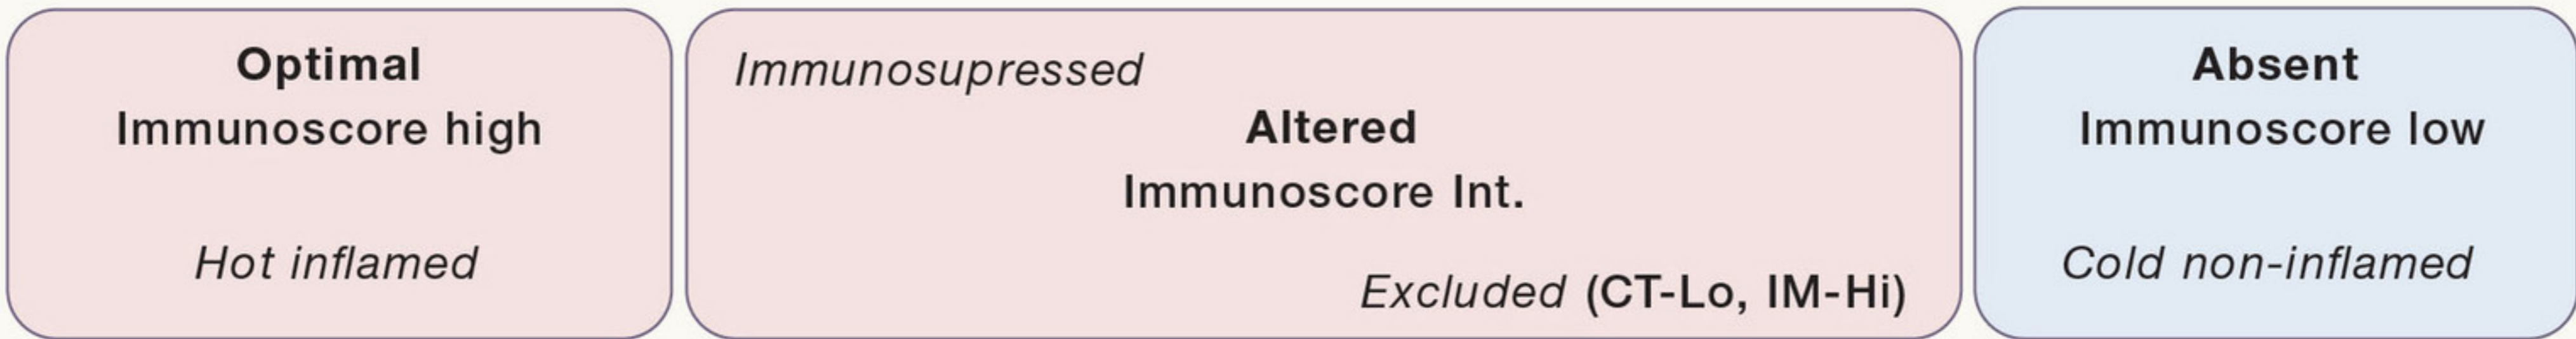 Optimal
Immunoscore high
Hot inflamed
Immunosupressed
Altered
Immunoscore Int.
Excluded (CT-Lo, IM-Hi)
Absent
Immunoscore low
Cold non-inflamed